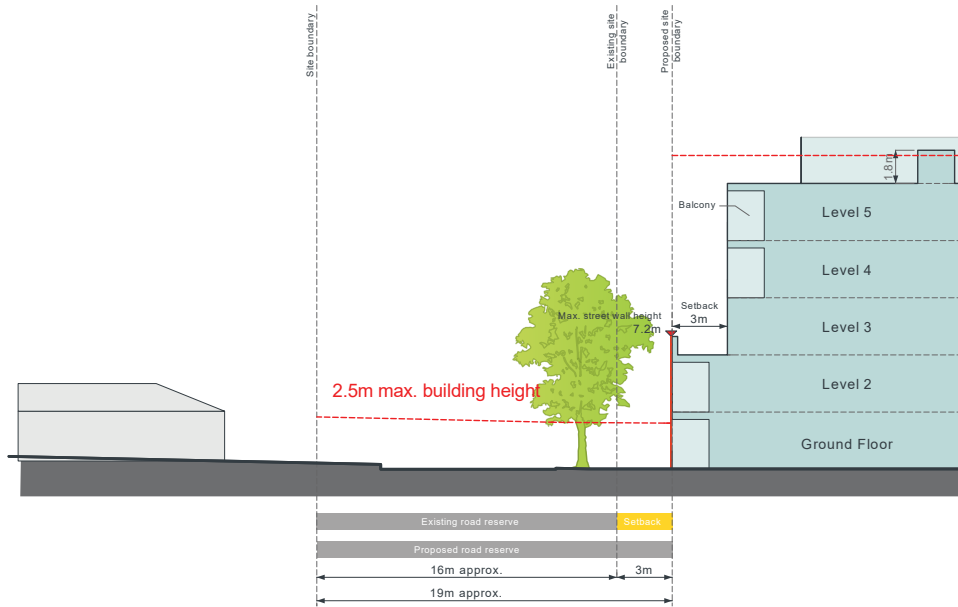 Site boundary
Existing site
boundary
Proposed site
boundary
1.8m
Balcony
Level 5
Level 4
Setback
3m
Max. street wall height
7.2m
Level 3
2.5m max. building height
Level 2
Ground Floor
Existing road reserve
Setback
Proposed road reserve
16m approx.
3m
19m approx.